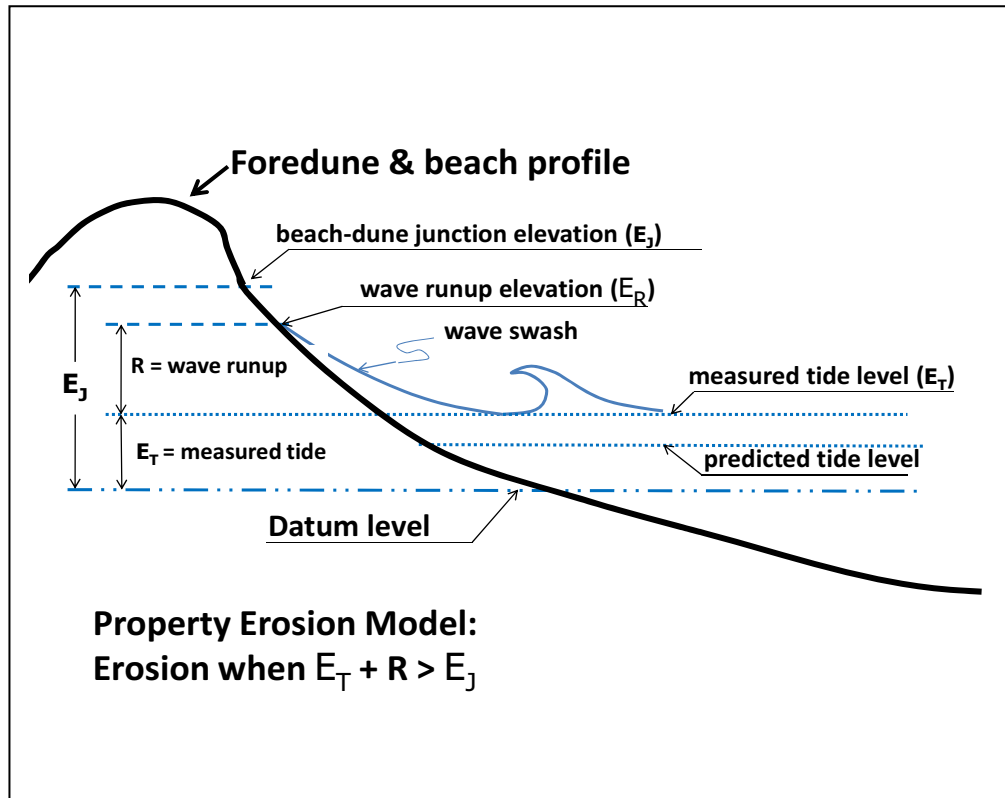 Foredune & beach profile
beach-dune junction elevation (EJ)
wave runup elevation (ER)
wave swash
R = wave runup
EJ
measured tide level (ET)
ET = measured tide
predicted tide level
Datum level
Property Erosion Model:
Erosion when ET + R > EJ